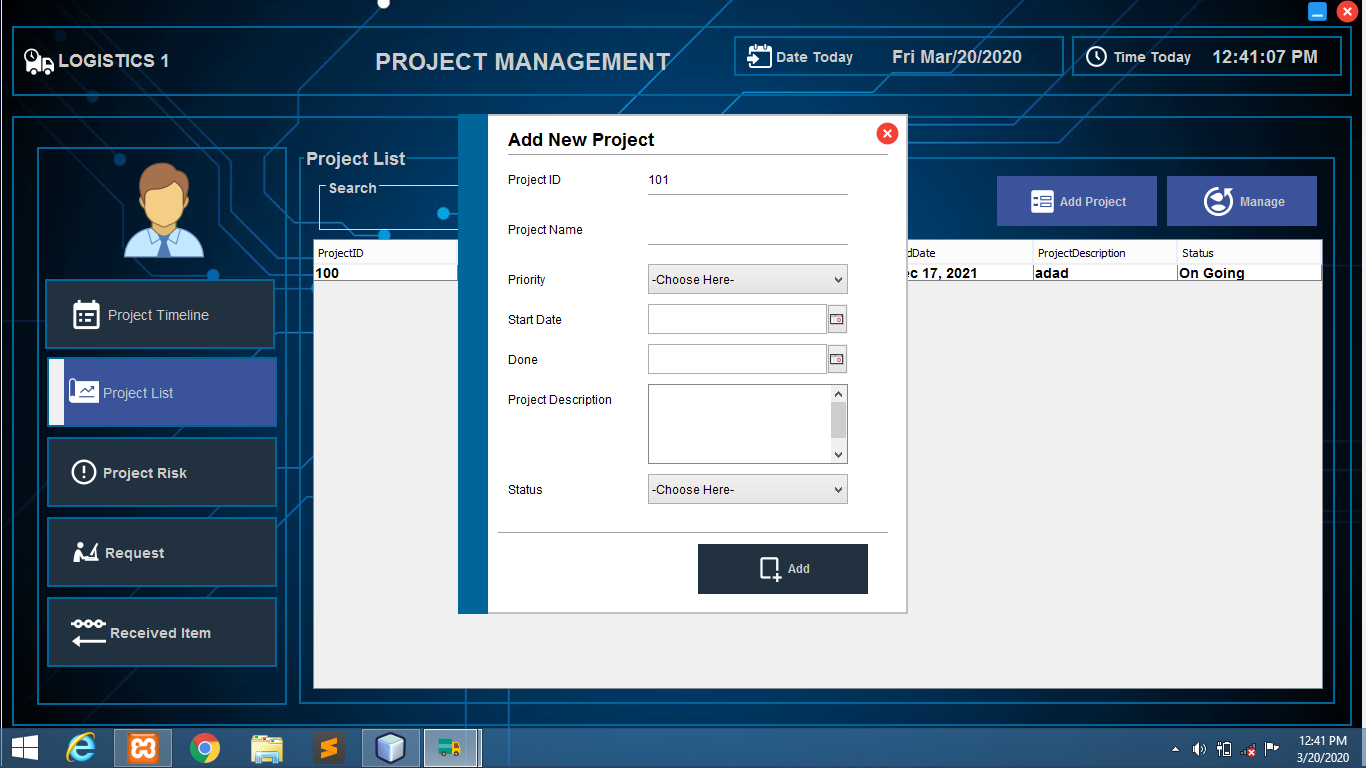 LOGISTICS 1
PROJECT MANAGEMENT
Date Today Fri Mar/20/2020
Time Today 12:41:07 PM
Project Timeline
Project List
Project Risk
Request
Received Item
Project List
Search
Add Project
Manage
ProjectID dDate ProjectDescription Status
100 ec 17, 2021 adad On Going
Add New Project
Project ID 101
Project Name
Priority -Choose Here-
Start Date
Done
Project Description
Status -Choose Here-
Add
12:41 PM
3/20/2020